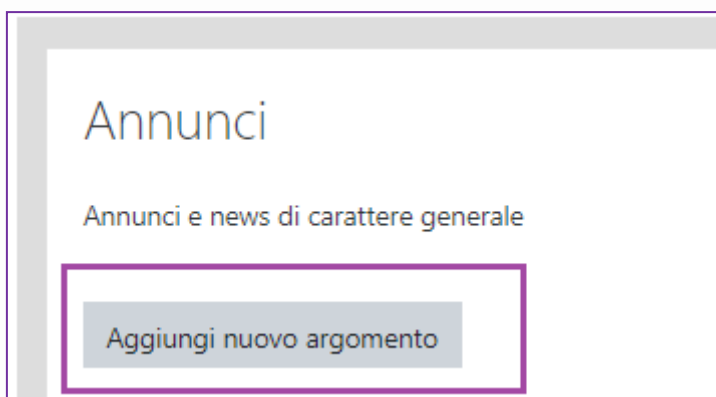 Annunci
Annunci e news di carattere generale
Aggiungi nuovo argomento